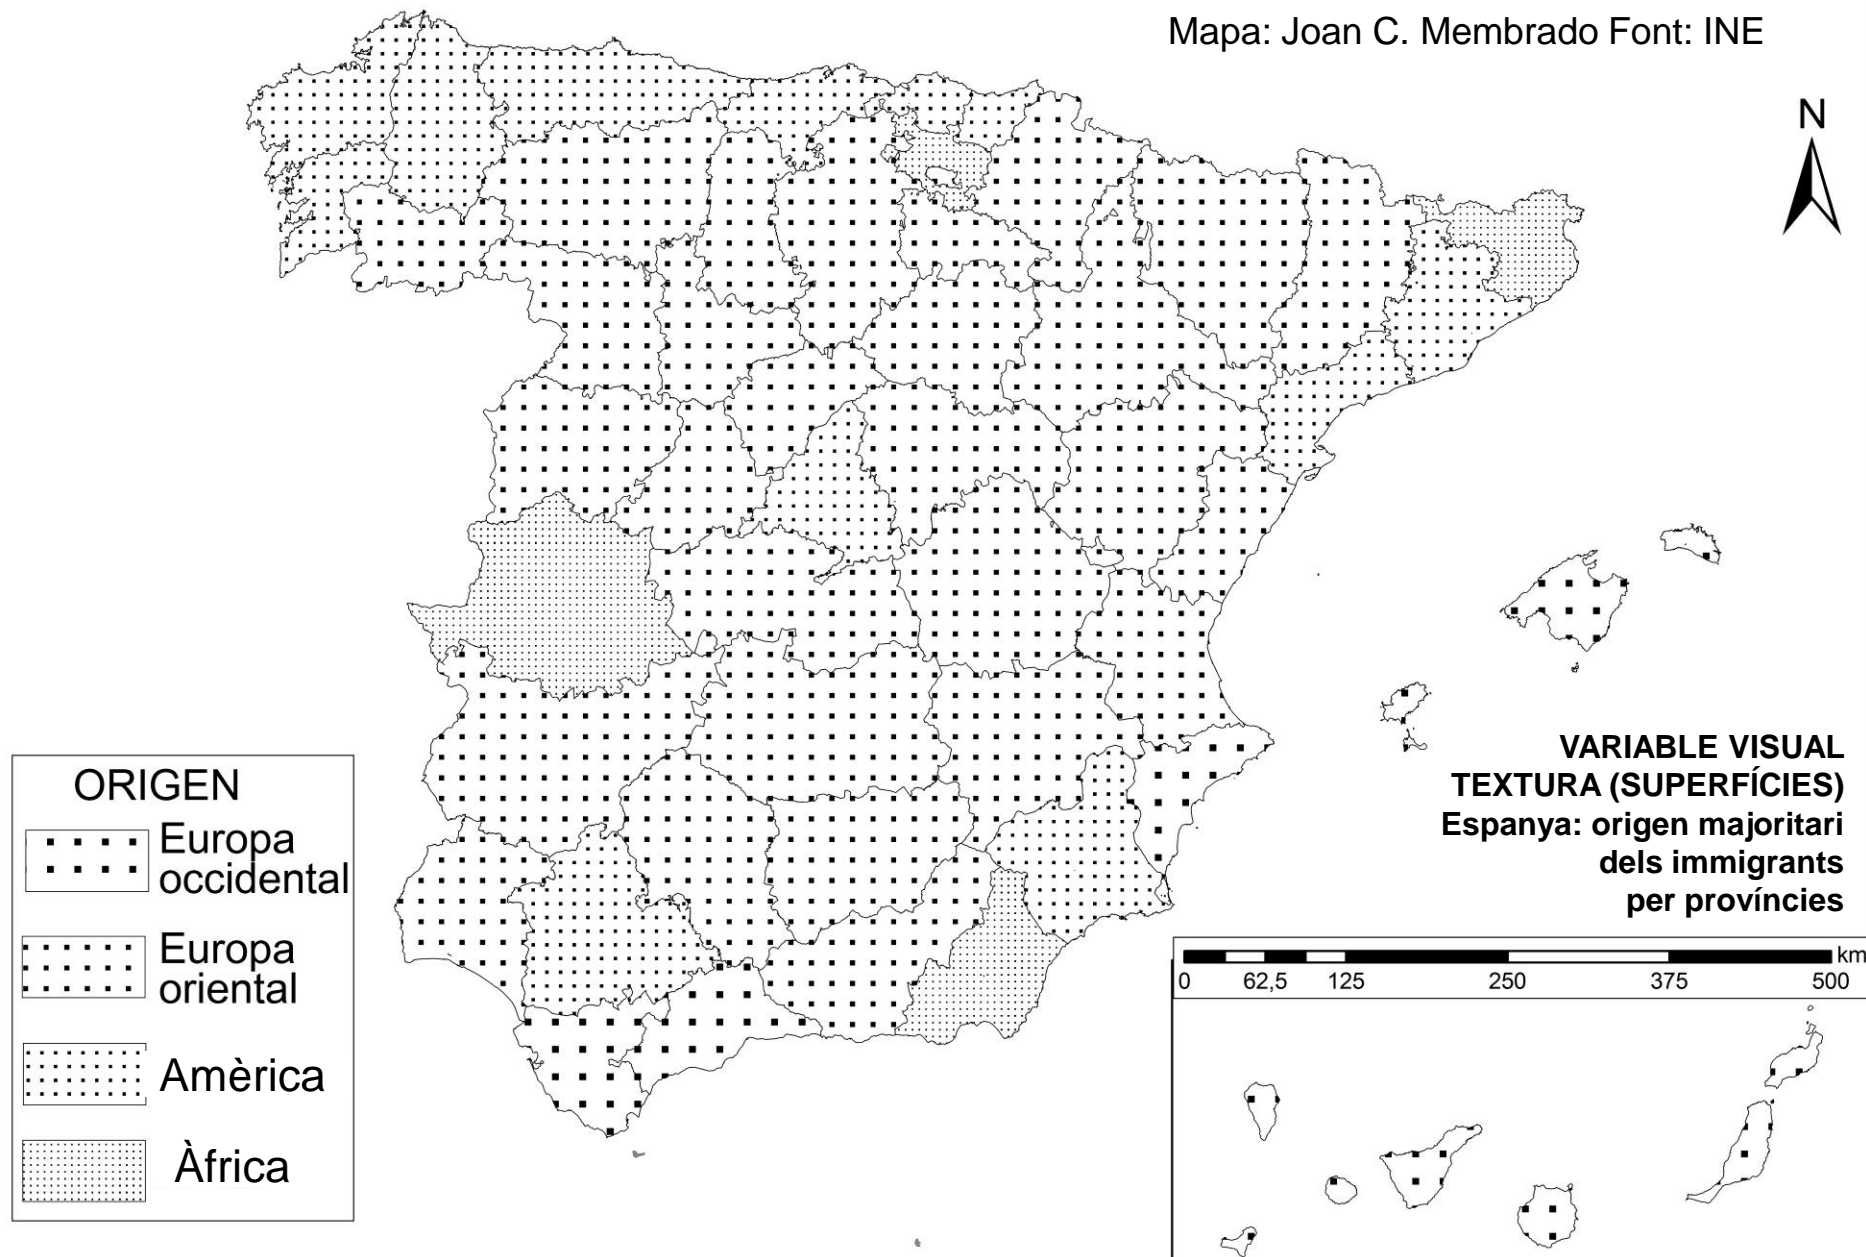 Mapa: Joan C. Membrado Font: INE
N
VARIABLE VISUAL
TEXTURA (SUPERFÍCIES)
Espanya: origen majoritari
dels immigrants
per províncies
ORIGEN
Europa
occidental
Europa
oriental
Amèrica
Àfrica
km
0 62,5 125 250 375 500